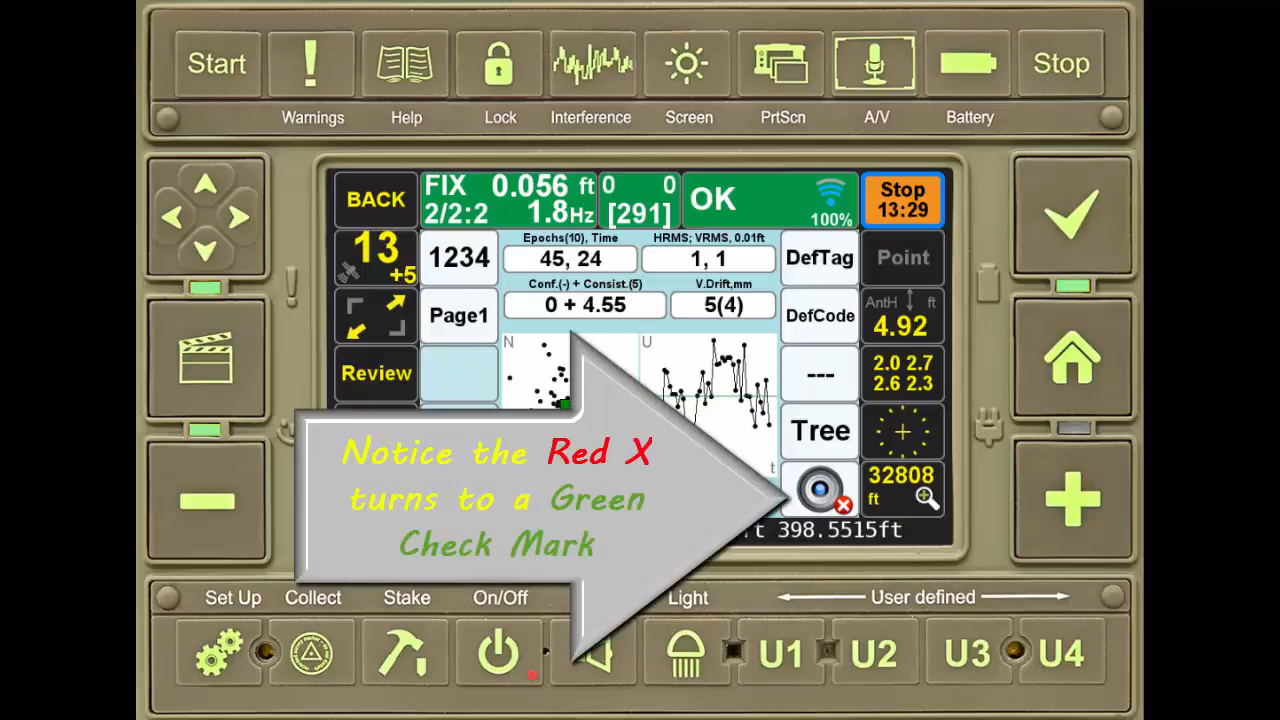 Start
Stop
Warnings
Help
Lock
Interference
Screen
PrtScn
A/V
Battery
BACK
FIX 0.056 ft
2/2:2 1.8Hz
0 0
[291]
OK
100%
Stop
13:29
13
+5
1234
Epochs(10), Time
45, 24
HRMS; VRMS, 0.01ft
1, 1
DefTag
Point
Conf.(-) + Consist.(5)
0 + 4.55
V.Drift,mm
5(4)
Page1
DefCode
AntH ft
4.92
Review
N
U
---
2.0 2.7
2.6 2.3
Tree
t
32808
ft
ft 398.5515ft
Notice the Red X
turns to a Green
Check Mark
Set Up
Collect
Stake
On/Off
Light
User defined
U1
U2
U3
U4